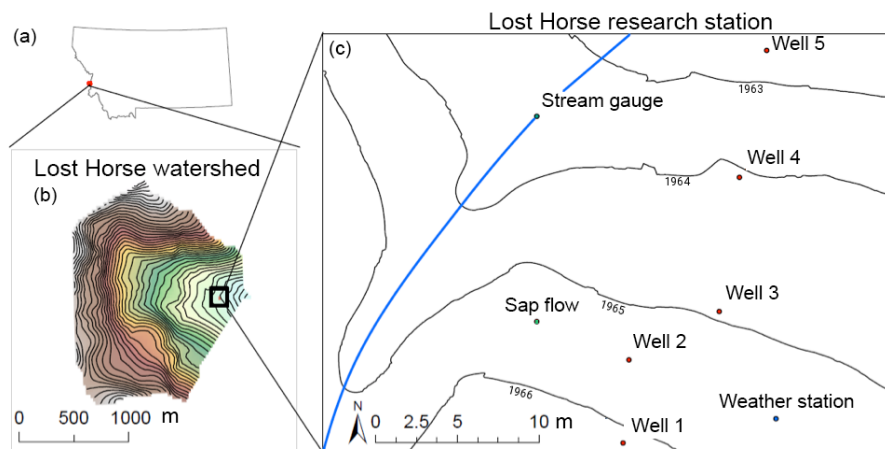 Lost Horse research station
(a)
(c)
Well 5
1963
Stream gauge
Lost Horse watershed
(b)
Well 4
1964
Well 3
1965
Sap flow
Well 2
1966
Weather station
Well 1
N
0 500 1000 m
0 2.5 5 10 m